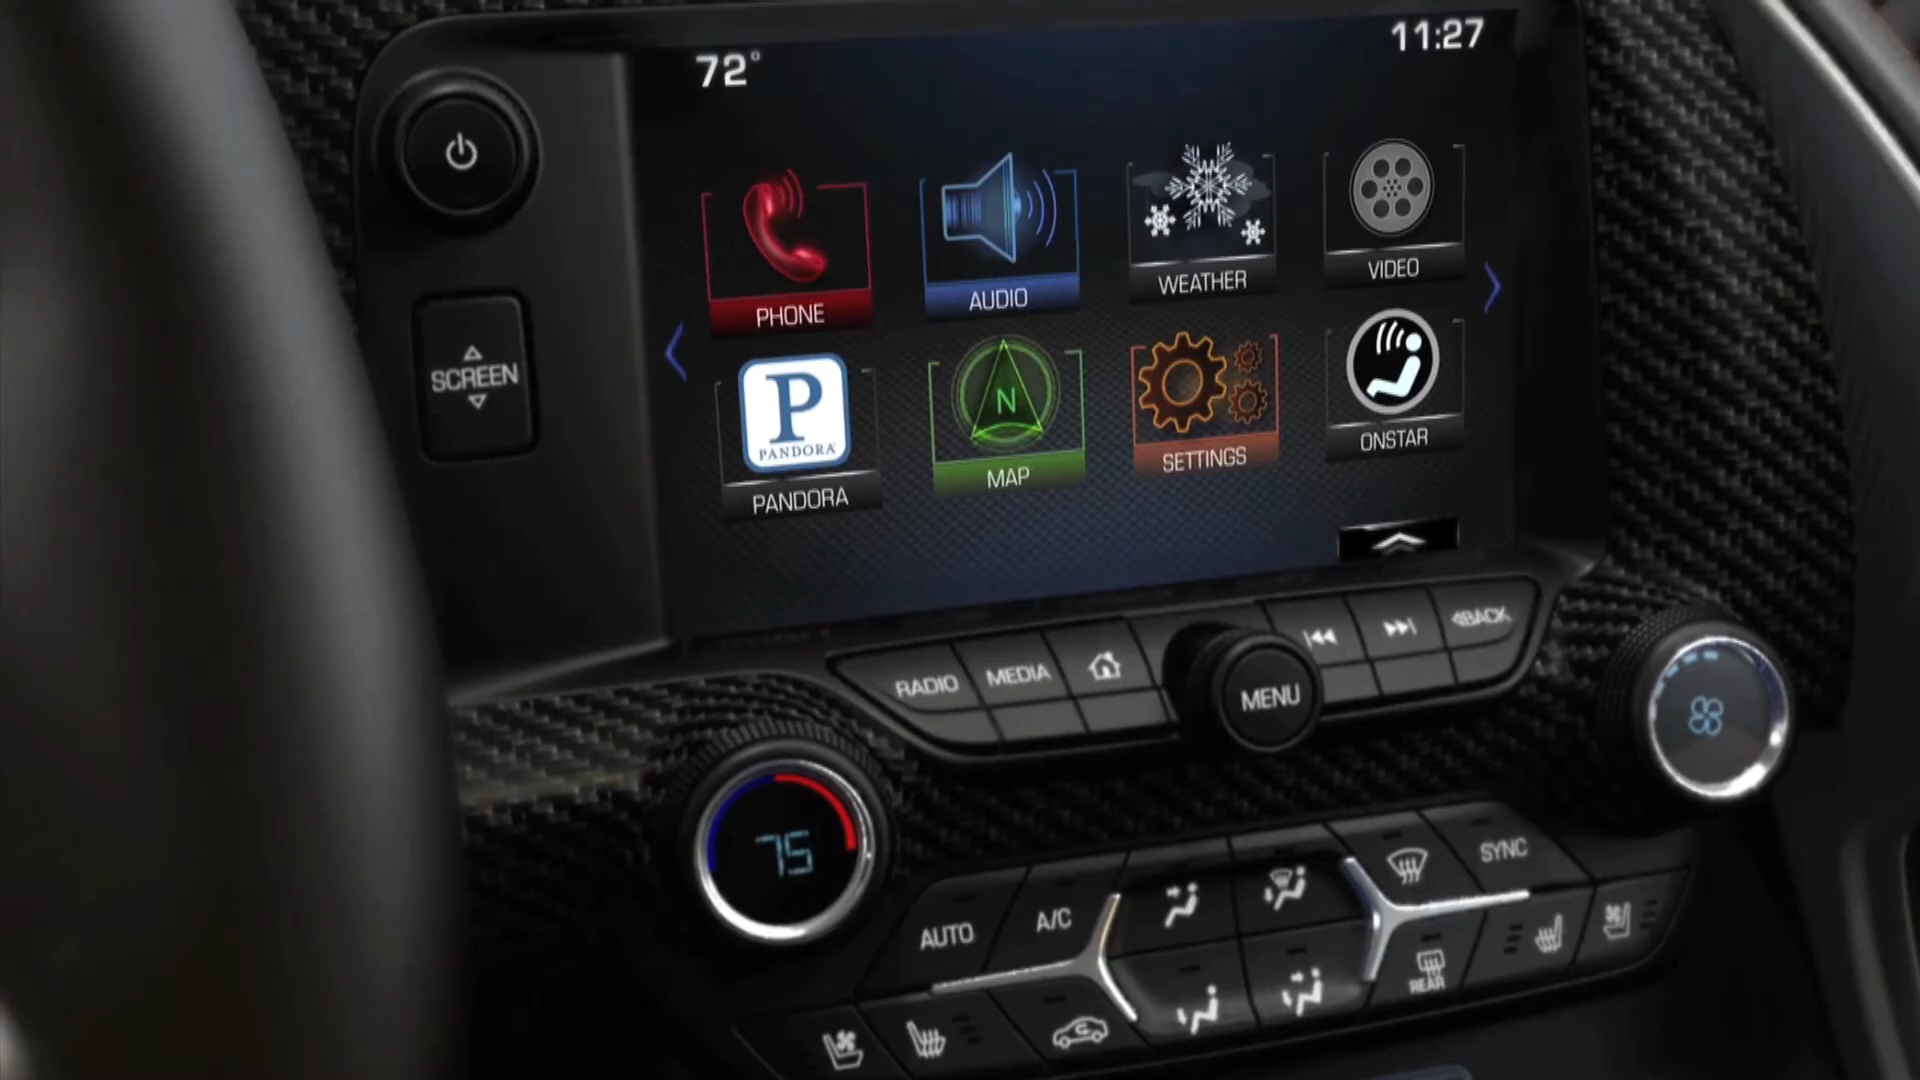 72°
11:27
PHONE
AUDIO
WEATHER
VIDEO
SCREEN
P
PANDORA
PANDORA
N
MAP
SETTINGS
ONSTAR
RADIO
MEDIA
MENU
BACK
75
AUTO
A/C
SYNC
REAR